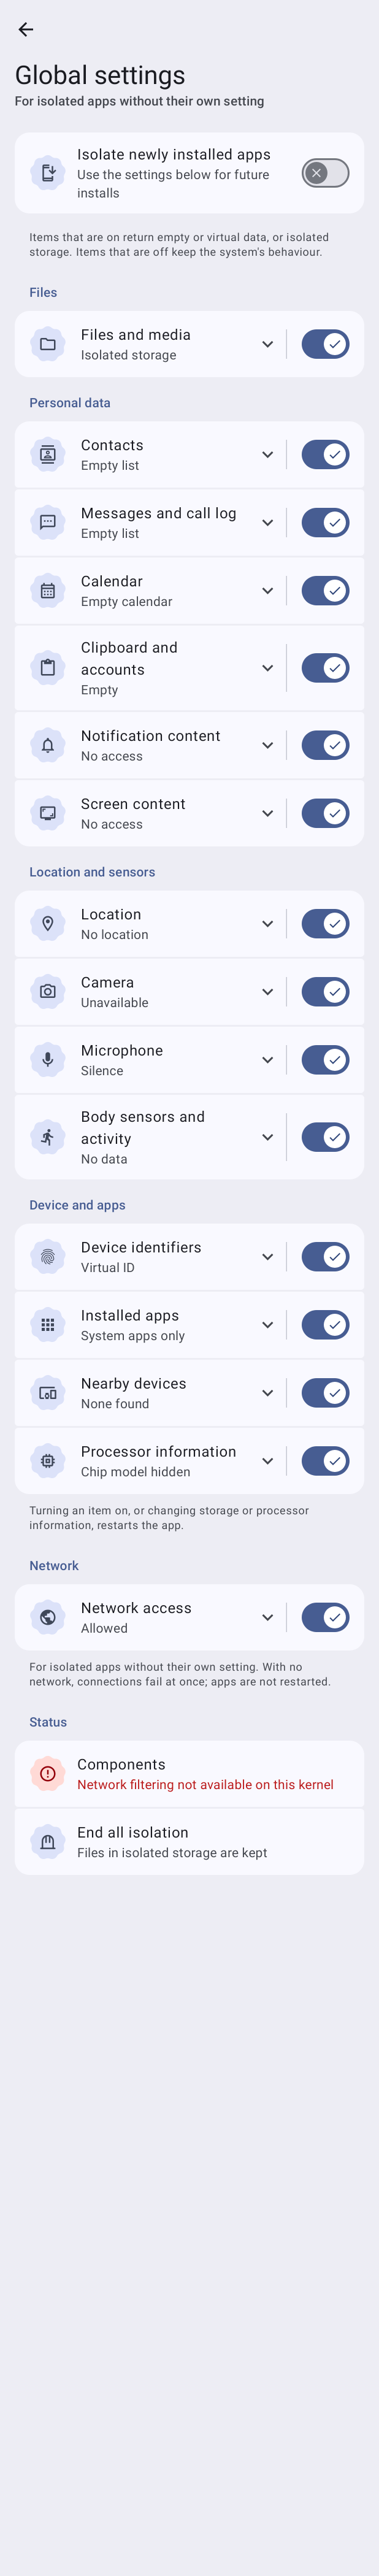 Global settings
For isolated apps without their own setting
Isolate newly installed apps
Use the settings below for future
installs
Items that are on return empty or virtual data, or isolated
storage. Items that are off keep the system's behaviour.
Files
Files and media
Isolated storage
Personal data
Contacts
Empty list
Messages and call log
Empty list
Calendar
Empty calendar
Clipboard and
accounts
Empty
Notification content
No access
Screen content
No access
Location and sensors
Location
No location
Camera
Unavailable
Microphone
Silence
Body sensors and
activity
No data
Device and apps
Device identifiers
Virtual ID
Installed apps
System apps only
Nearby devices
None found
Processor information
Chip model hidden
Turning an item on, or changing storage or processor
information, restarts the app.
Network
Network access
Allowed
For isolated apps without their own setting. With no
network, connections fail at once; apps are not restarted.
Status
Components
Network filtering not available on this kernel
End all isolation
Files in isolated storage are kept